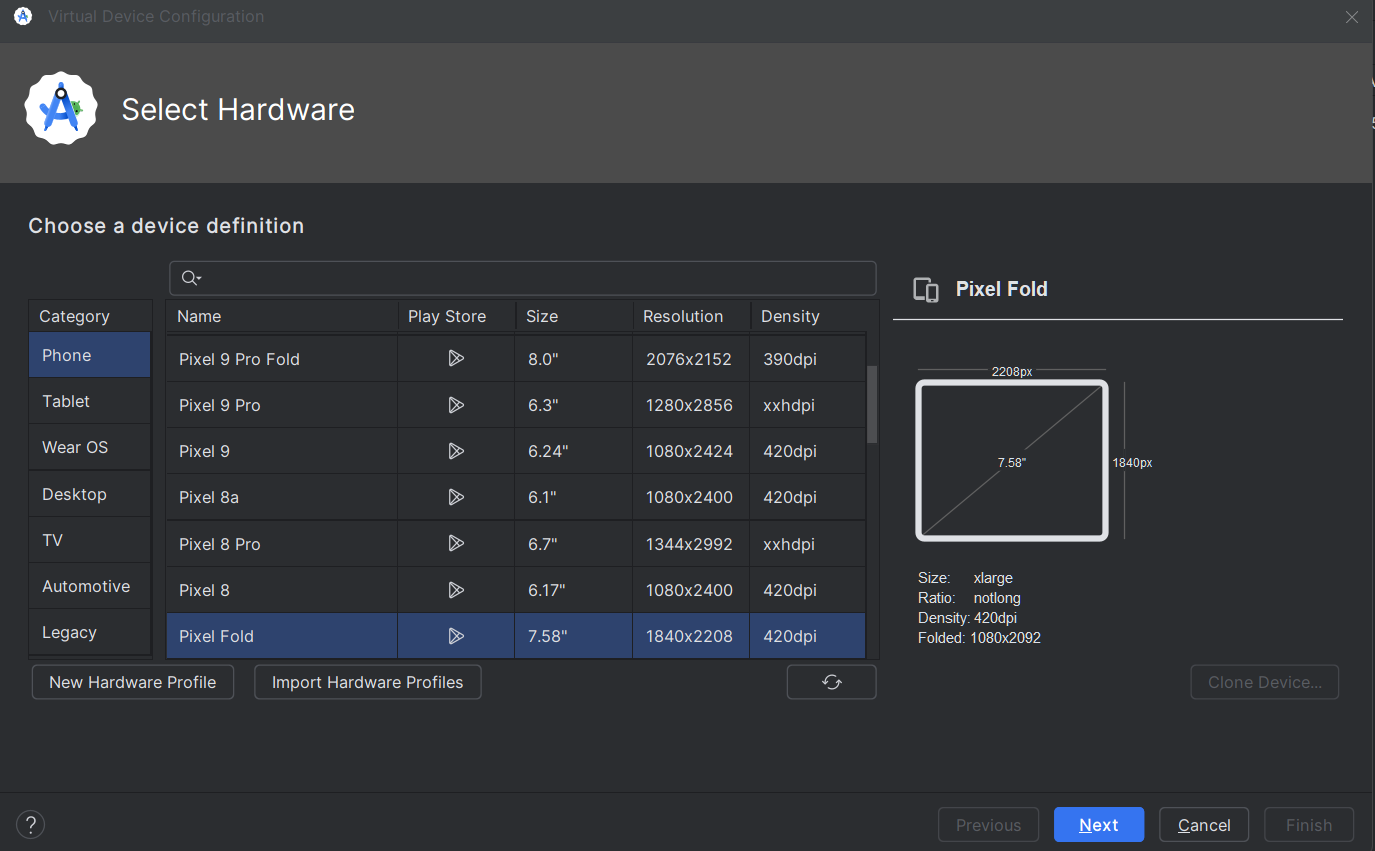 Virtual Device Configuration
Select Hardware
Choose a device definition
Category
Phone
Tablet
Wear OS
Desktop
TV
Automotive
Legacy
Name Play Store Size Resolution Density
Pixel 9 Pro Fold 8.0" 2076x2152 390dpi
Pixel 9 Pro 6.3" 1280x2856 xxhdpi
Pixel 9 6.24" 1080x2424 420dpi
Pixel 8a 6.1" 1080x2400 420dpi
Pixel 8 Pro 6.7" 1344x2992 xxhdpi
Pixel 8 6.17" 1080x2400 420dpi
Pixel Fold 7.58" 1840x2208 420dpi
New Hardware Profile Import Hardware Profiles
Pixel Fold
2208px
7.58"
1840px
Size: xlarge
Ratio: notlong
Density: 420dpi
Folded: 1080x2092
Clone Device...
? Previous Next Cancel Finish